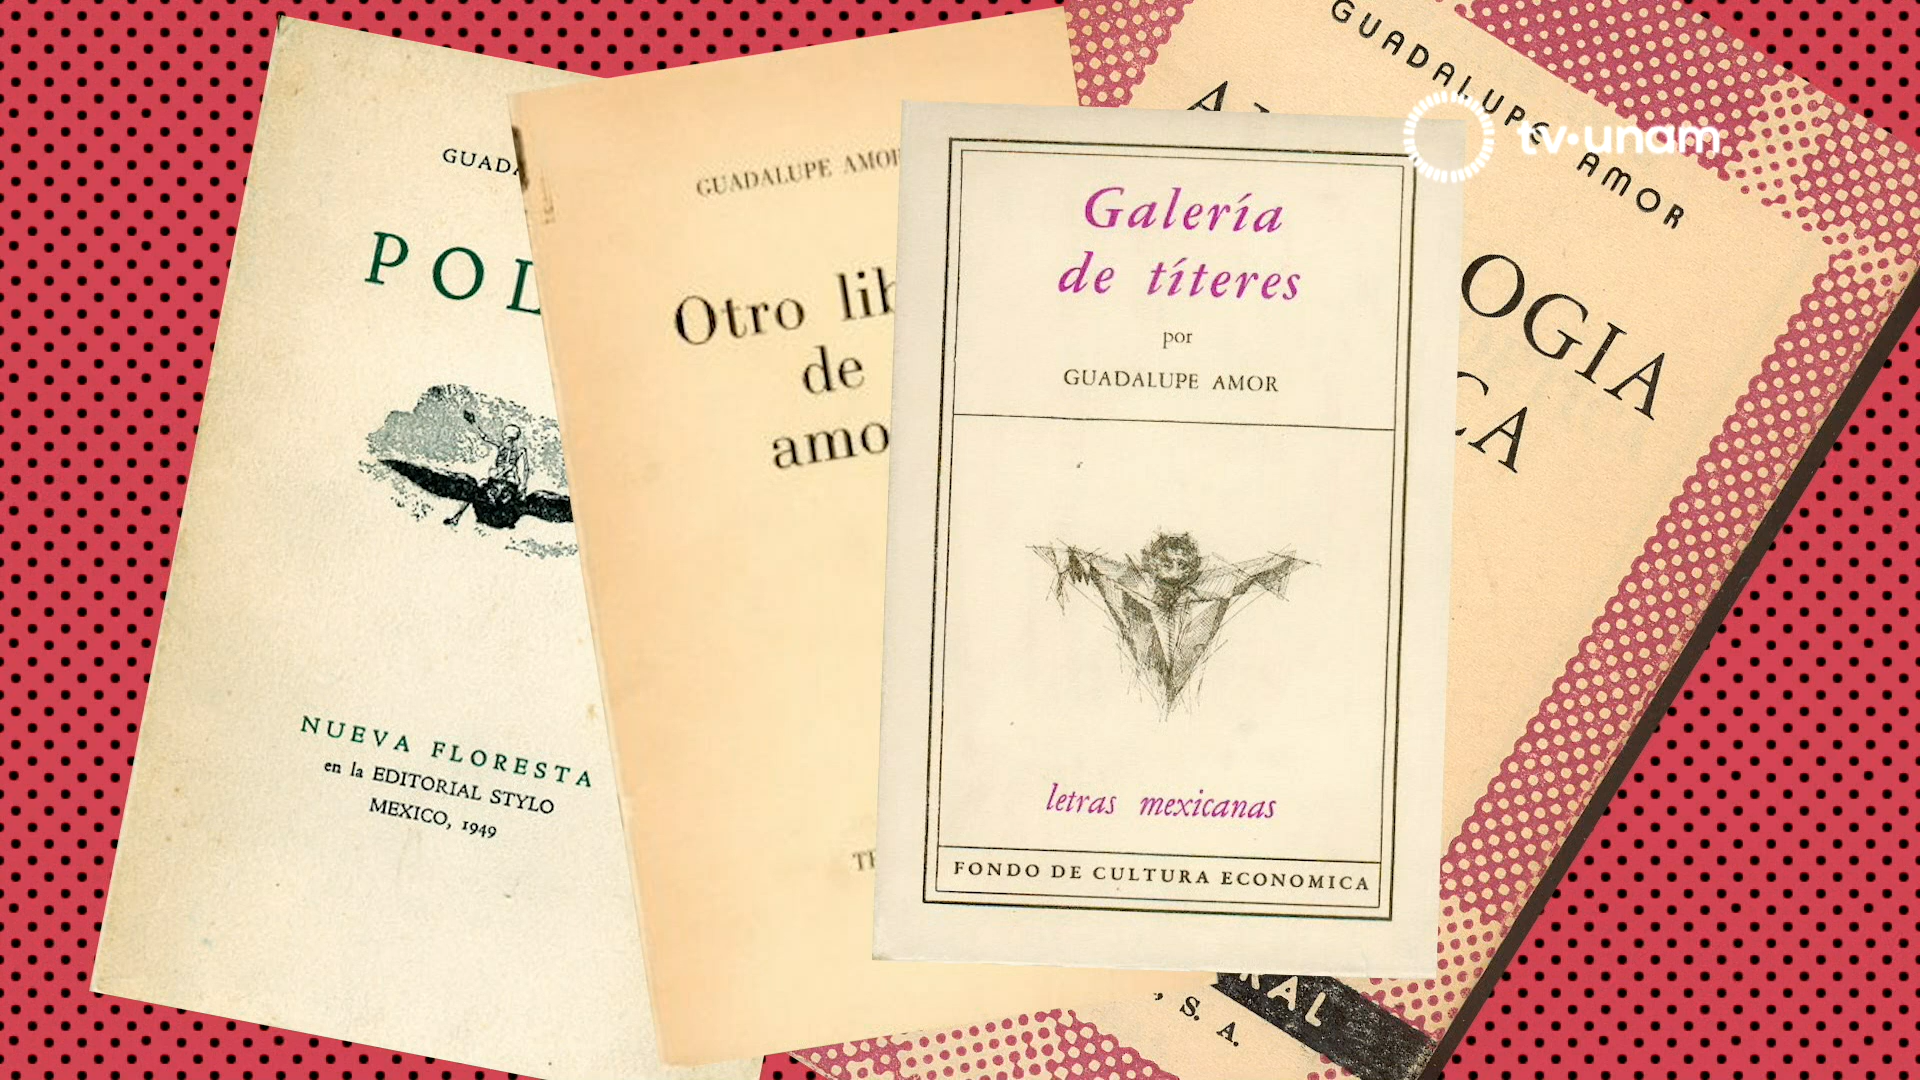 GUADA
POL
NUEVA FLORESTA
en la EDITORIAL STYLO
MEXICO, 1949
GUADALUPE AMOR
Otro lib
de
amo
Galería
de títeres
por
GUADALUPE AMOR
letras mexicanas
FONDO DE CULTURA ECONOMICA
GUADALUPE AMOR
OGIA
CA
RAL
S. A.
tv·unam